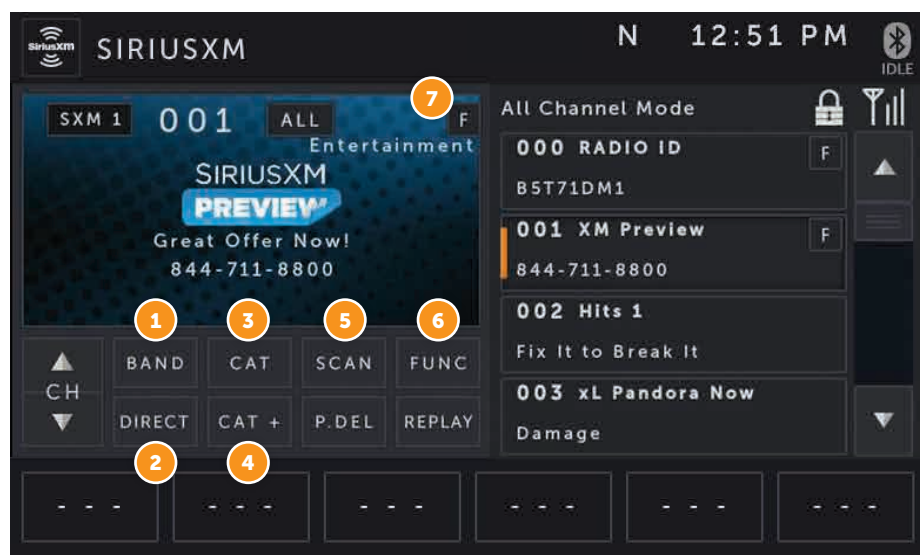 siriusxm
SIRIUSXM
N
12:51 PM
IDLE
7
SXM 1
001
ALL
F
Entertainment
SIRIUSXM
PREVIEW
Great Offer Now!
844-711-8800
All Channel Mode
000 RADIO ID
F
B5T71DM1
001 XM Preview
F
844-711-8800
002 Hits 1
Fix It to Break It
003 xL Pandora Now
Damage
1
3
5
6
CH
BAND
CAT
SCAN
FUNC
DIRECT
CAT +
P.DEL
REPLAY
2
4
- - -
- - -
- - -
- - -
- - -
- - -